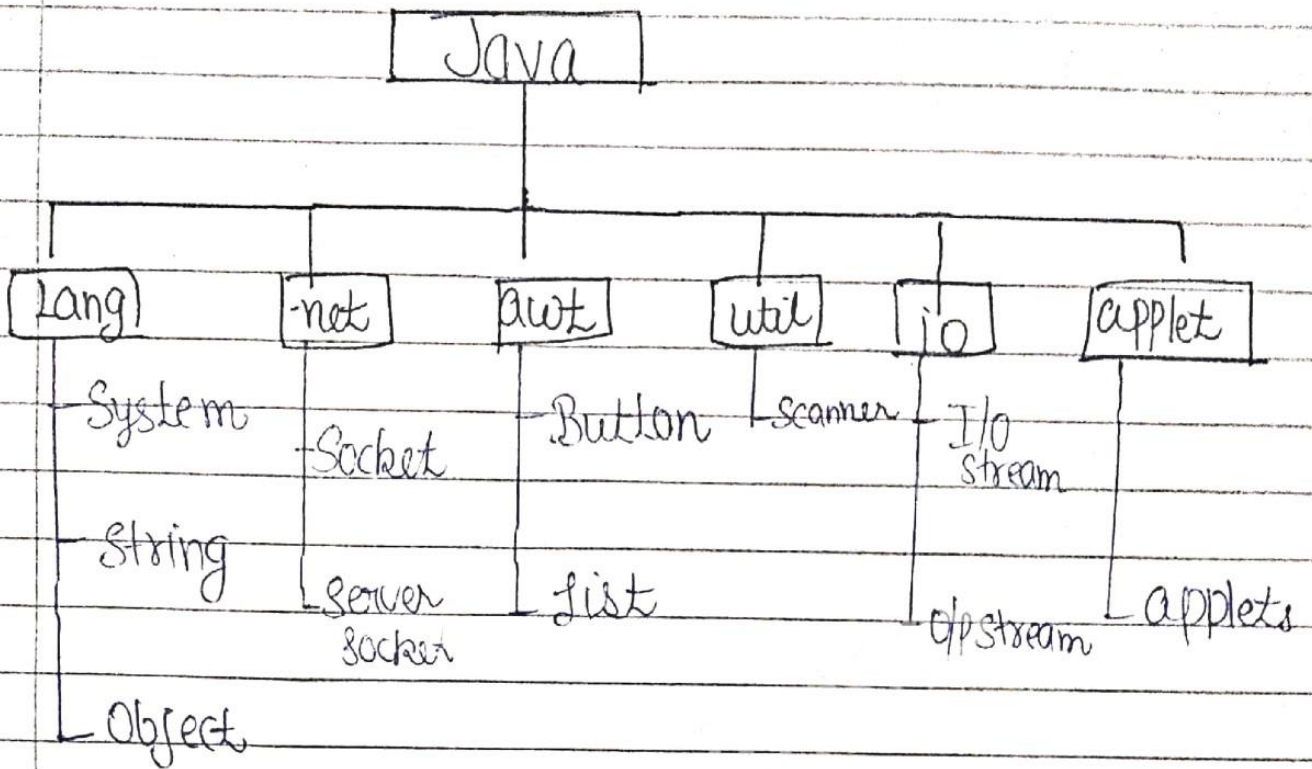 Java
Lang
net
awt
util
io
applet
System
Button
scanner
I/O
stream
Socket
String
Server
Socket
List
O/P stream
applets
Object